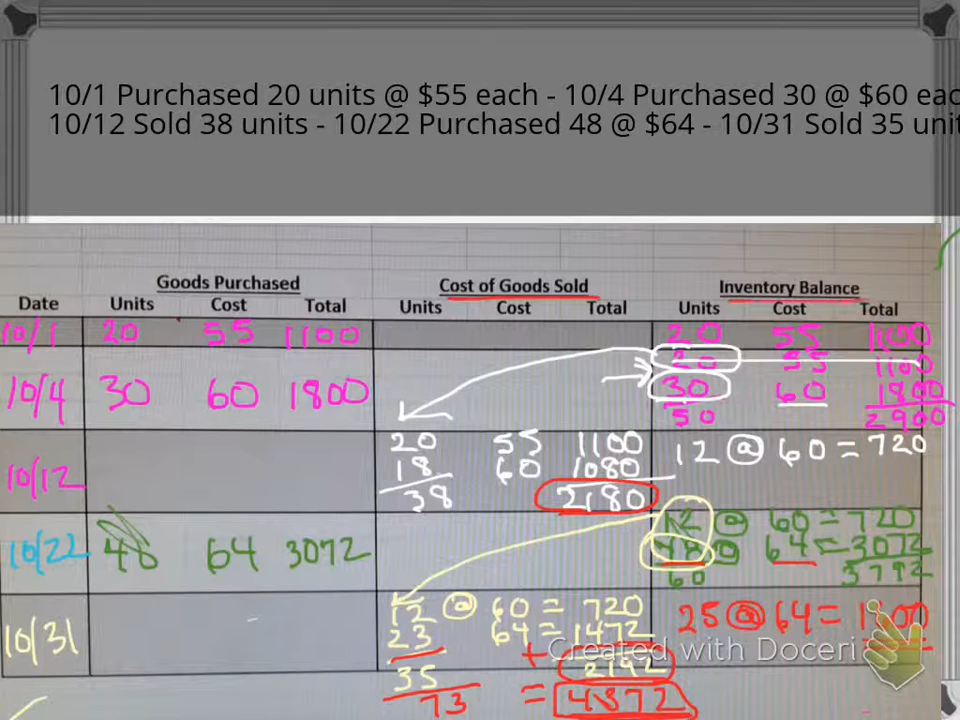 10/1 Purchased 20 units @ $55 each - 10/4 Purchased 30 @ $60 eac
10/12 Sold 38 units - 10/22 Purchased 48 @ $64 - 10/31 Sold 35 unit
Goods Purchased Cost of Goods Sold Inventory Balance
Date Units Cost Total Units Cost Total Units Cost Total
10/1 20 55 1100 20 55 1100
20 55 1100
10/4 30 60 1800 30 60 1800
50 2900
10/12 20 55 1100 12 @ 60 = 720
18 60 1080
38 2180
12 @ 60 = 720
10/22 48 64 3072 48 @ 64 = 3072
60 3792
10/31 12 @ 60 = 720 25 @ 64 =
23 64 = 1472
35 + 2192
73 = 4872
Created with Doceri